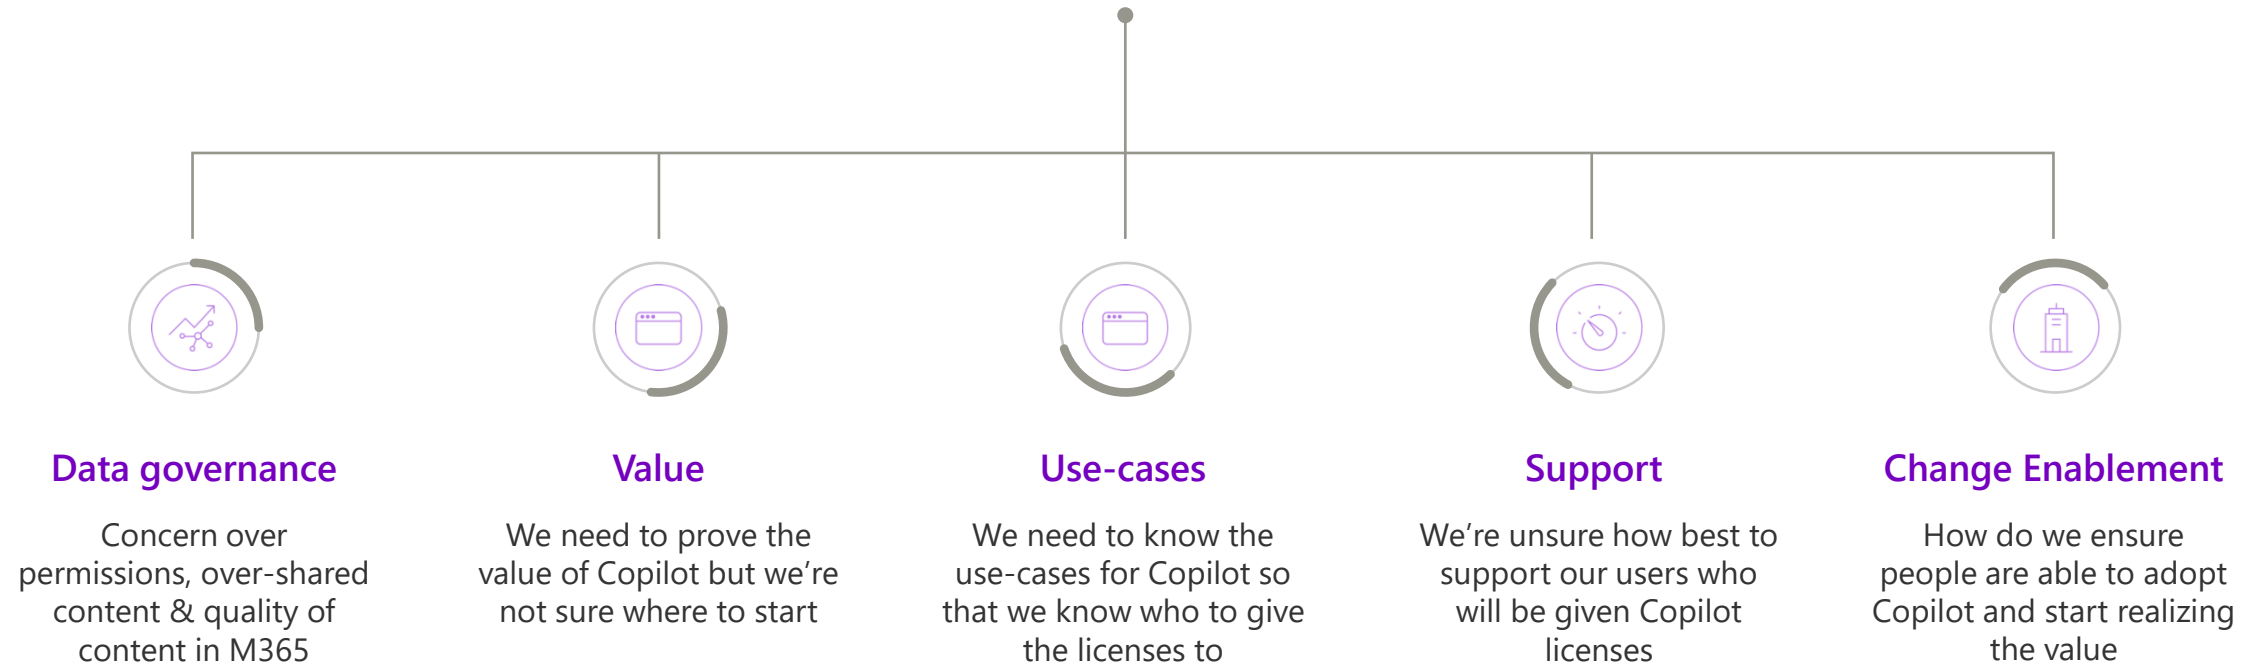 Data governance
Concern over
permissions, over-shared
content & quality of
content in M365
Value
We need to prove the
value of Copilot but we’re
not sure where to start
Use-cases
We need to know the
use-cases for Copilot so
that we know who to give
the licenses to
Support
We’re unsure how best to
support our users who
will be given Copilot
licenses
Change Enablement
How do we ensure
people are able to adopt
Copilot and start realizing
the value